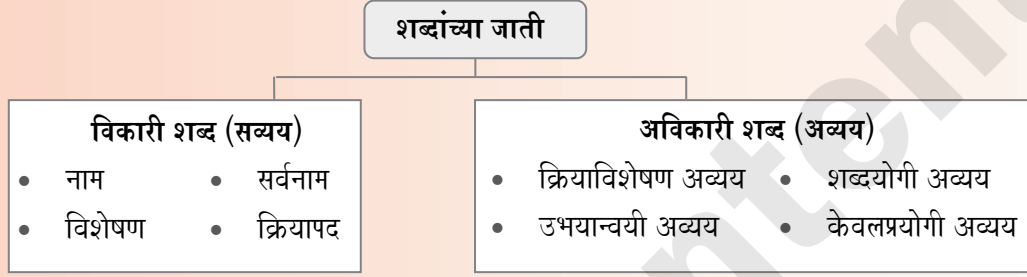 शब्दांच्या जाती
विकारी शब्द (सव्यय)
• नाम • सर्वनाम
• विशेषण • क्रियापद
अविकारी शब्द (अव्यय)
• क्रियाविशेषण अव्यय • शब्दयोगी अव्यय
• उभयान्वयी अव्यय • केवलप्रयोगी अव्यय